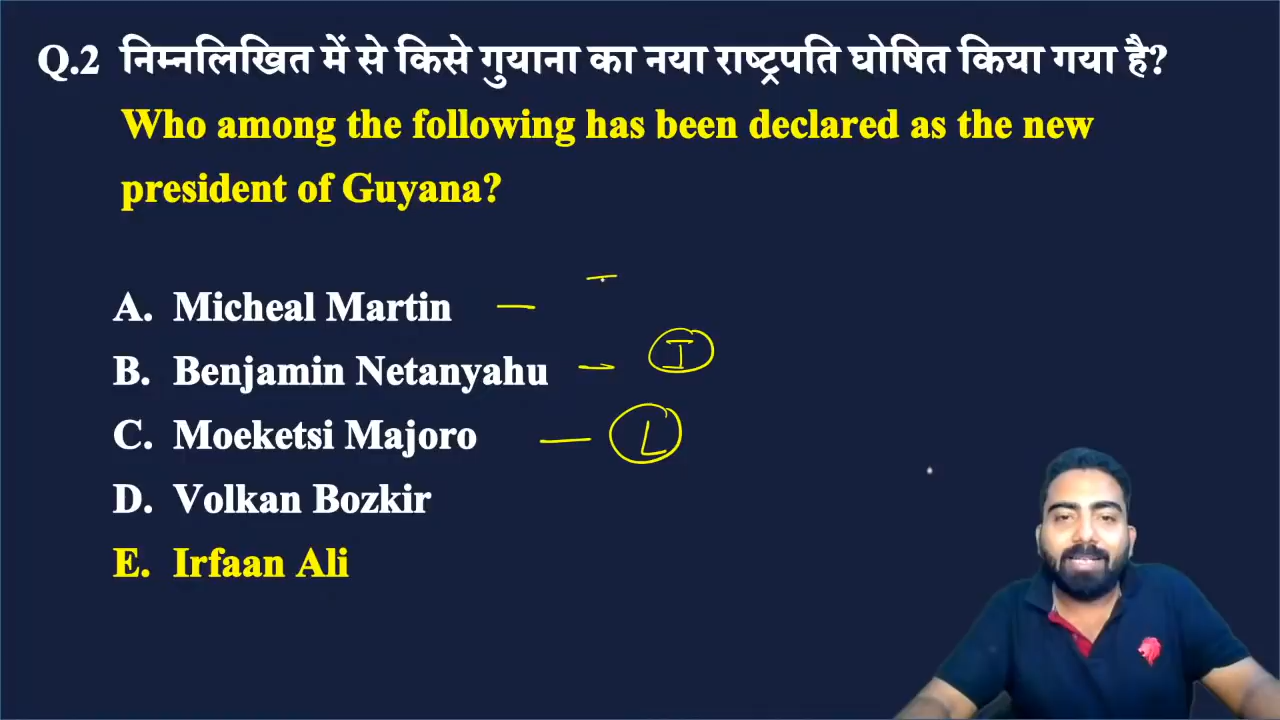 Q.2 निम्नलिखित में से किसे गुयाना का नया राष्ट्रपति घोषित किया गया है?
Who among the following has been declared as the new
president of Guyana?
A. Micheal Martin —
B. Benjamin Netanyahu — I
C. Moeketsi Majoro — L
D. Volkan Bozkir
E. Irfaan Ali